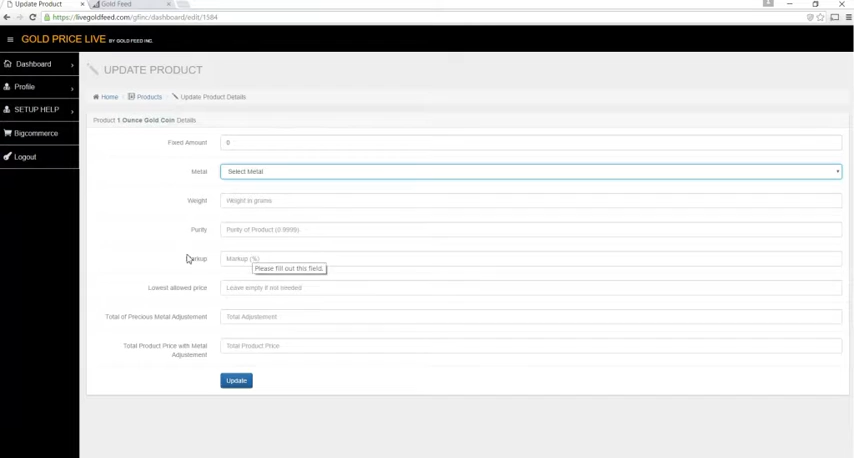 Update Product
Gold Feed
https://livegoldfeed.com/gfinc/dashboard/edit/1584
GOLD PRICE LIVE BY GOLD FEED INC.
Dashboard
Profile
SETUP HELP
Bigcommerce
Logout
UPDATE PRODUCT
Home / Products / Update Product Details
Product 1 Ounce Gold Coin Details
Fixed Amount 0
Metal Select Metal
Weight Weight in grams
Purity Purity of Product (0.9999)
Markup Markup (%)
Please fill out this field.
Lowest allowed price Leave empty if not needed
Total of Precious Metal Adjustement Total Adjustement
Total Product Price with Metal Total Product Price
Adjustement
Update